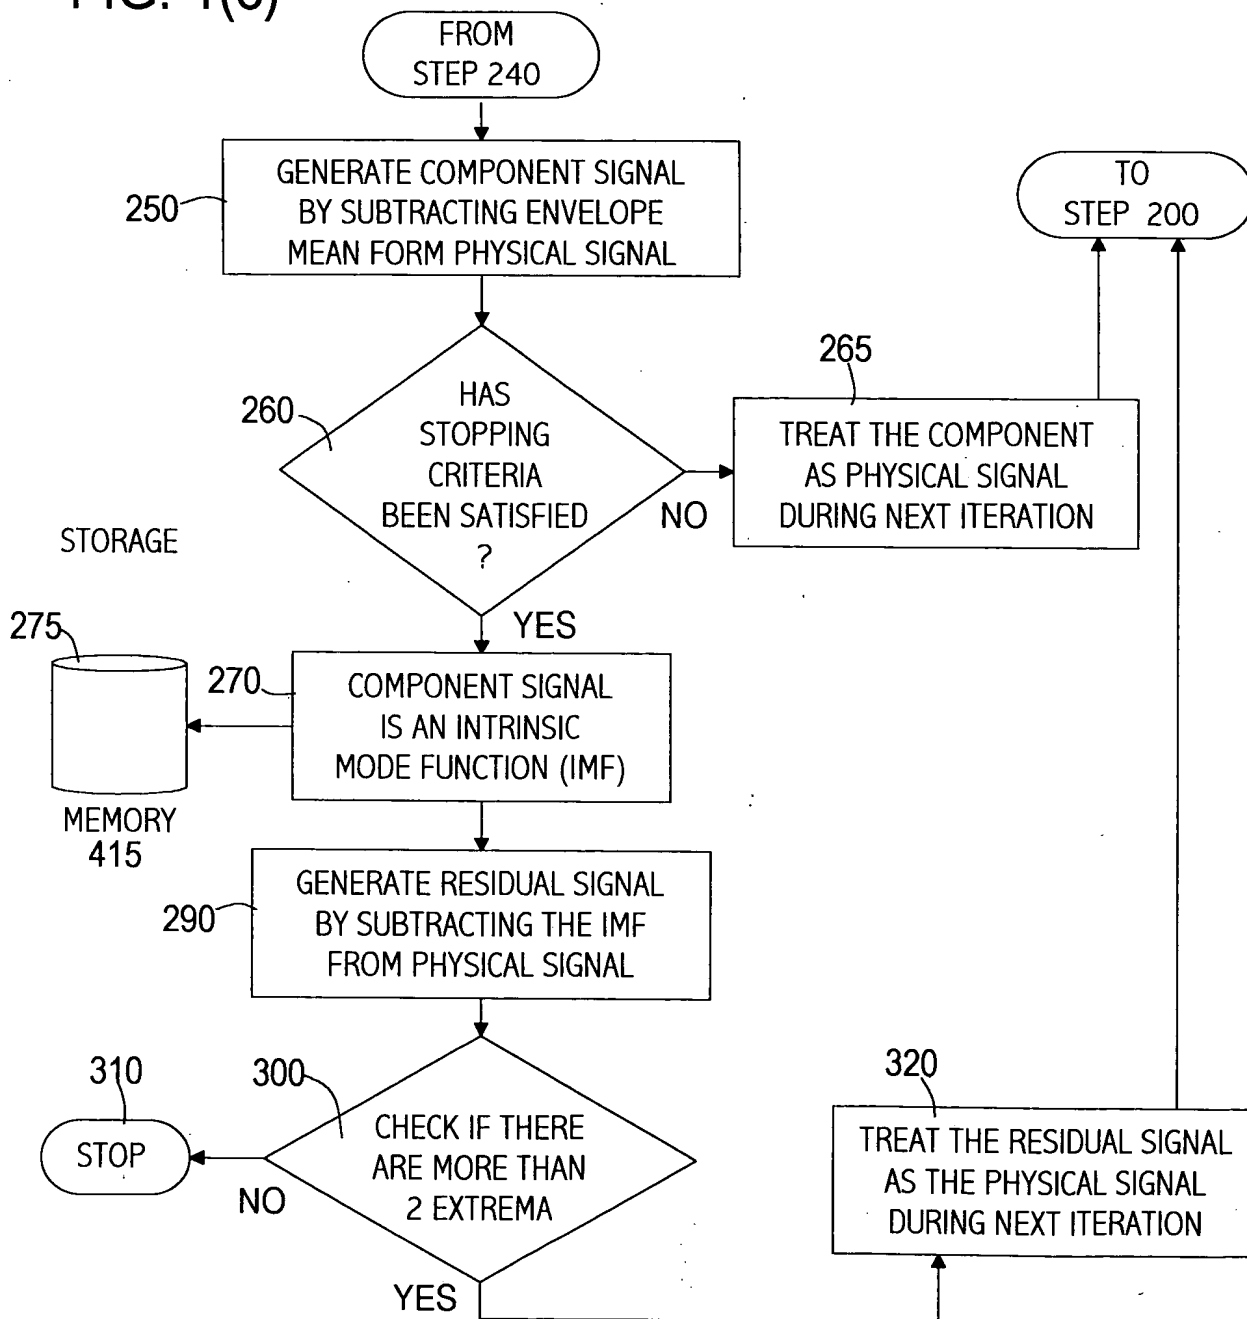 FROM
STEP 240
250
GENERATE COMPONENT SIGNAL
BY SUBTRACTING ENVELOPE
MEAN FORM PHYSICAL SIGNAL
TO
STEP 200
260
HAS
STOPPING
CRITERIA
BEEN SATISFIED
?
NO
265
TREAT THE COMPONENT
AS PHYSICAL SIGNAL
DURING NEXT ITERATION
STORAGE
YES
275
MEMORY
415
270
COMPONENT SIGNAL
IS AN INTRINSIC
MODE FUNCTION (IMF)
290
GENERATE RESIDUAL SIGNAL
BY SUBTRACTING THE IMF
FROM PHYSICAL SIGNAL
310
STOP
NO
300
CHECK IF THERE
ARE MORE THAN
2 EXTREMA
YES
320
TREAT THE RESIDUAL SIGNAL
AS THE PHYSICAL SIGNAL
DURING NEXT ITERATION